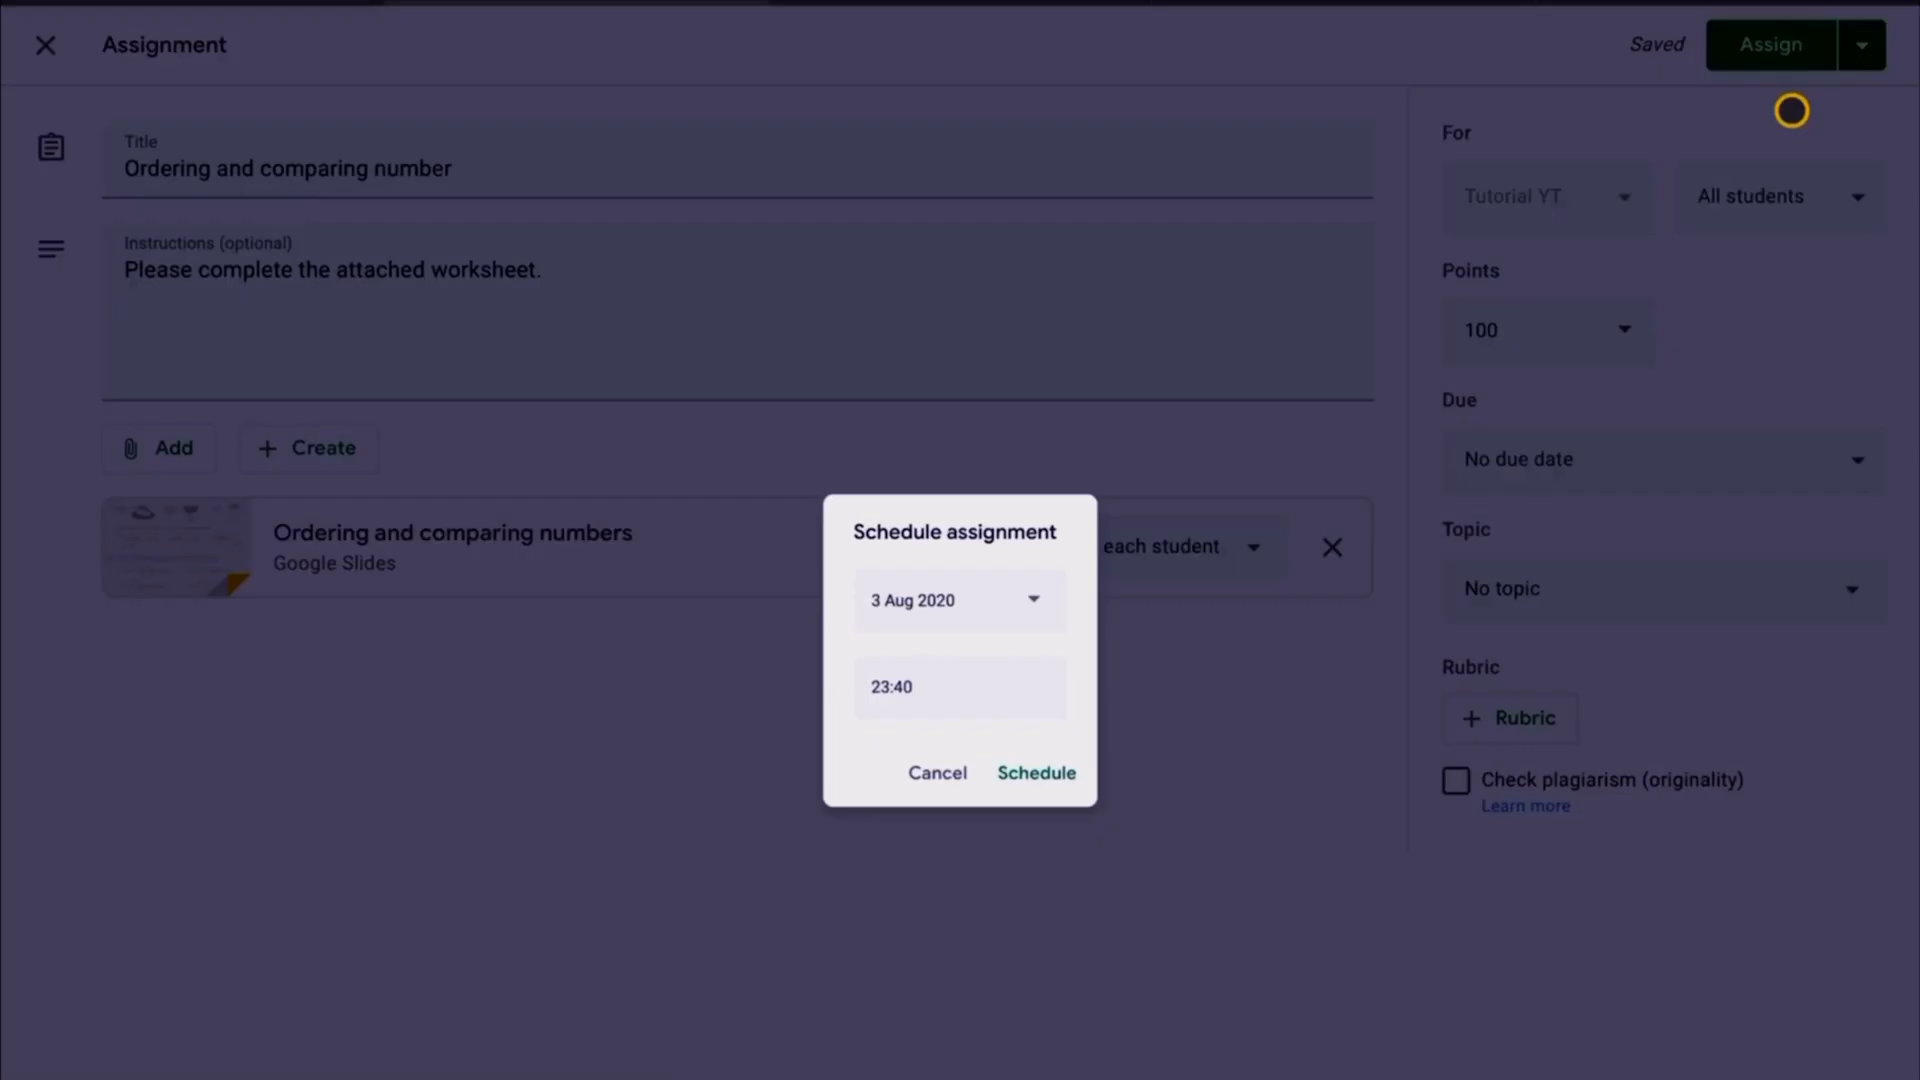 Assignment
Saved
Assign
Title
Ordering and comparing number
Instructions (optional)
Please complete the attached worksheet.
Add
Create
Ordering and comparing numbers
Google Slides
each student
Schedule assignment
3 Aug 2020
23:40
Cancel
Schedule
For
Tutorial YT
All students
Points
100
Due
No due date
Topic
No topic
Rubric
Rubric
Check plagiarism (originality)
Learn more